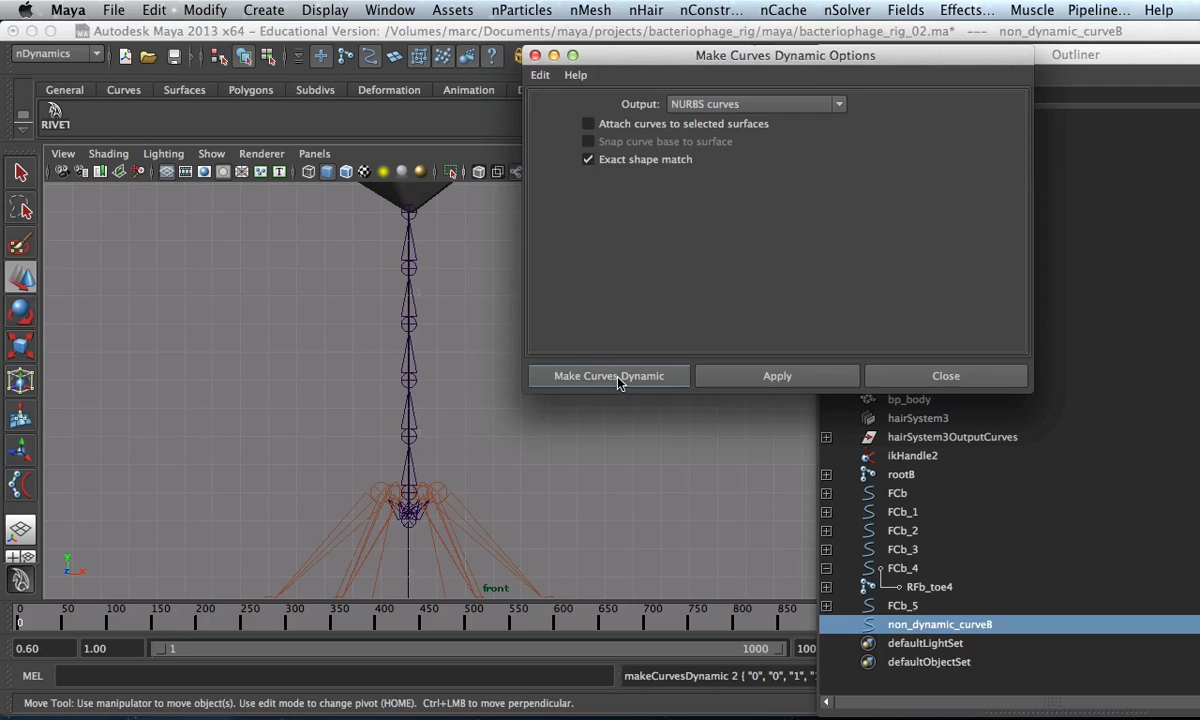 Maya File Edit Modify Create Display Window Assets nParticles nMesh nHair nConstr... nCache nSolver Fields Effects... Muscle Pipeline... Help
Autodesk Maya 2013 x64 - Educational Version: /Volumes/marc/Documents/maya/projects/bacteriophage_rig/maya/bacteriophage_rig_02.ma* --- non_dynamic_curveB
nDynamics
Make Curves Dynamic Options
Outliner
Edit Help
General Curves Surfaces Polygons Subdivs Deformation Animation
Output: NURBS curves
Attach curves to selected surfaces
Snap curve base to surface
Exact shape match
RIVET
View Shading Lighting Show Renderer Panels
Make Curves Dynamic Apply Close
bp_body
hairSystem3
hairSystem3OutputCurves
ikHandle2
rootB
FCb
FCb_1
FCb_2
FCb_3
FCb_4
RFb_toe4
FCb_5
non_dynamic_curveB
defaultLightSet
defaultObjectSet
y
front
0 50 100 150 200 250 300 350 400 450 500 550 600 650 700 750 800 850
0
0.60 1.00 1 1000 100
MEL makeCurvesDynamic 2 { "0", "0", "1", "
Move Tool: Use manipulator to move object(s). Use edit mode to change pivot (HOME). Ctrl+LMB to move perpendicular.